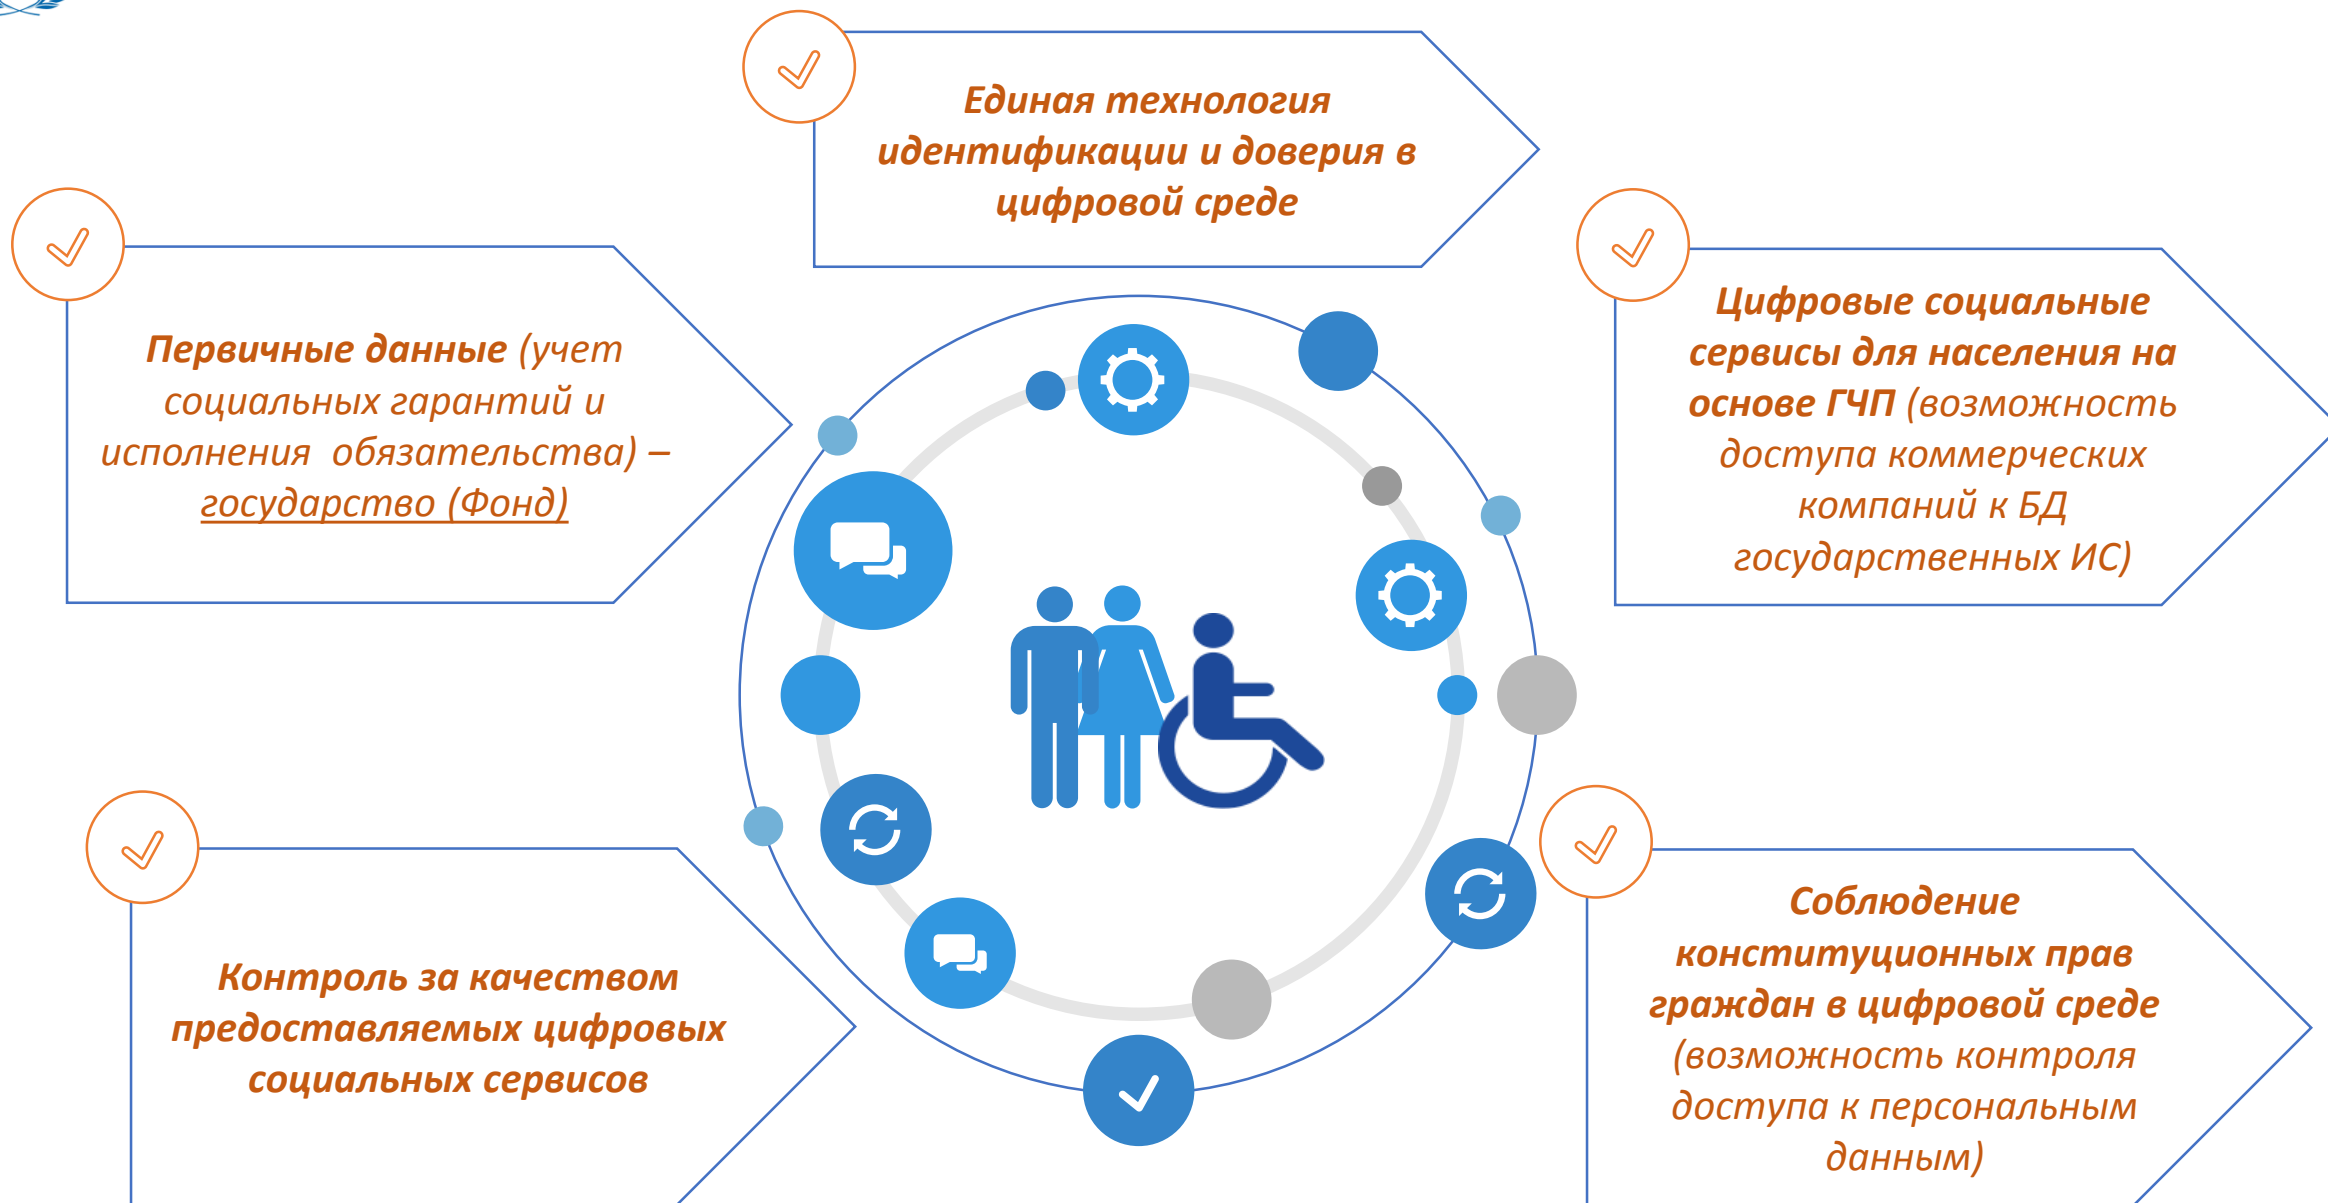 Единая технология
идентификации и доверия в
цифровой среде
Первичные данные (учет
социальных гарантий и
исполнения обязательства) –
государство (Фонд)
Цифровые социальные
сервисы для населения на
основе ГЧП (возможность
доступа коммерческих
компаний к БД
государственных ИС)
Контроль за качеством
предоставляемых цифровых
социальных сервисов
Соблюдение
конституционных прав
граждан в цифровой среде
(возможность контроля
доступа к персональным
данным)